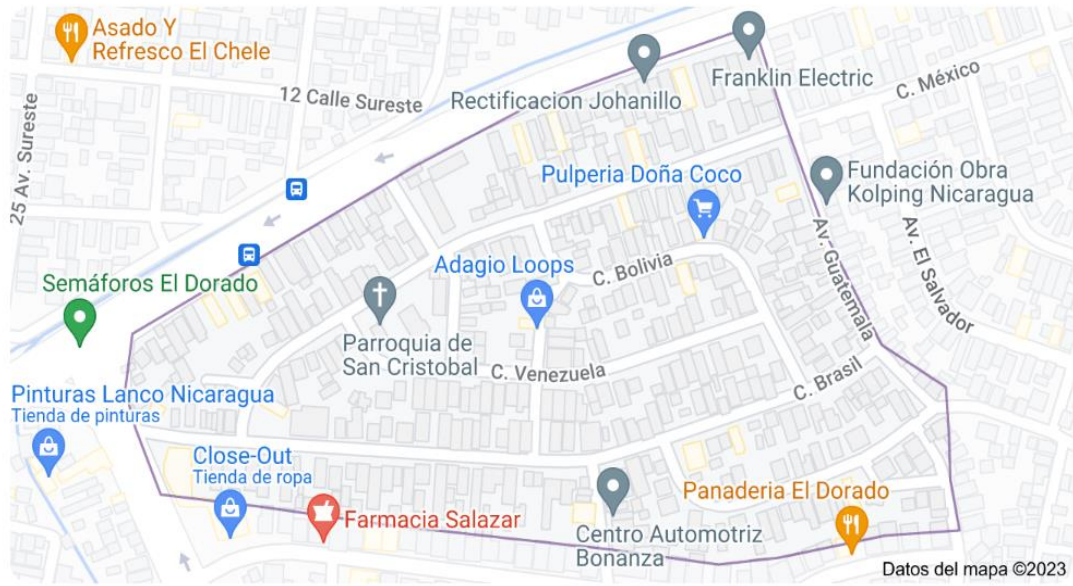 Asado Y
Refresco El Chele
Franklin Electric
Rectificacion Johanillo
12 Calle Sureste
C. México
25 Av. Sureste
Pulperia Doña Coco
Fundación Obra
Kolping Nicaragua
Av. Guatemala
Av. El Salvador
Adagio Loops
C. Bolivia
Semáforos El Dorado
Parroquia de
San Cristobal
C. Venezuela
C. Brasil
Pinturas Lanco Nicaragua
Tienda de pinturas
Close-Out
Tienda de ropa
Panaderia El Dorado
Farmacia Salazar
Centro Automotriz
Bonanza
Datos del mapa ©2023